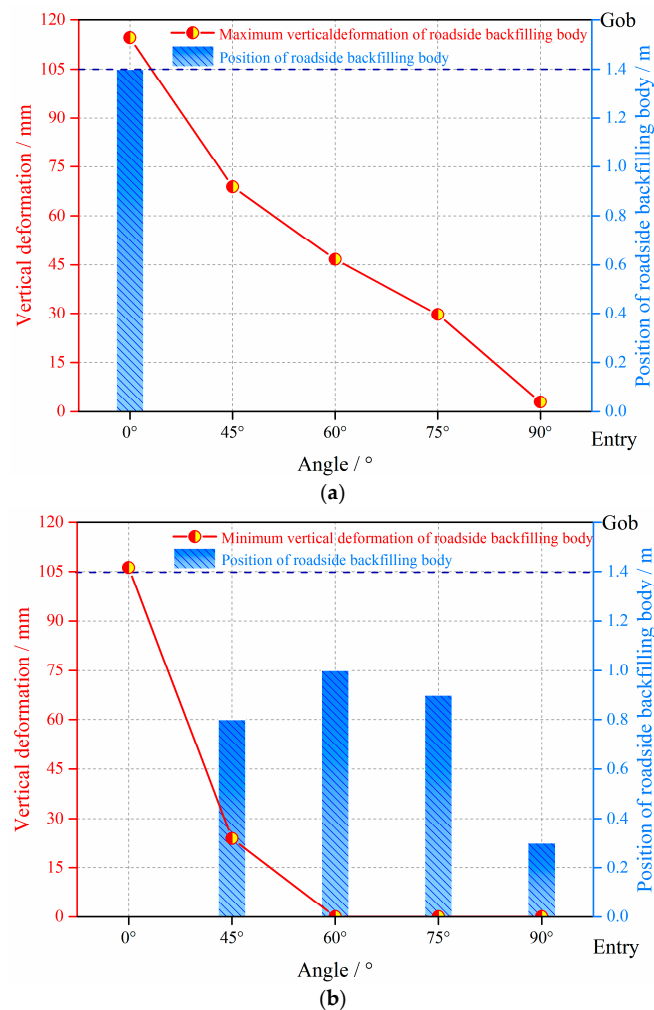 120
105
90
75
60
45
30
15
0
Vertical deformation / mm
Maximum verticaldeformation of roadside backfilling body
Position of roadside backfilling body
Gob
1.4
1.2
1.0
0.8
0.6
0.4
0.2
0.0
Position of roadside backfilling body / m
0° 45° 60° 75° 90°
Entry
Angle / °
(a)
120
105
90
75
60
45
30
15
0
Vertical deformation / mm
Minimum vertical deformation of roadside backfilling body
Position of roadside backfilling body
Gob
1.4
1.2
1.0
0.8
0.6
0.4
0.2
0.0
Position of roadside backfilling body / m
0° 45° 60° 75° 90°
Entry
Angle / °
(b)